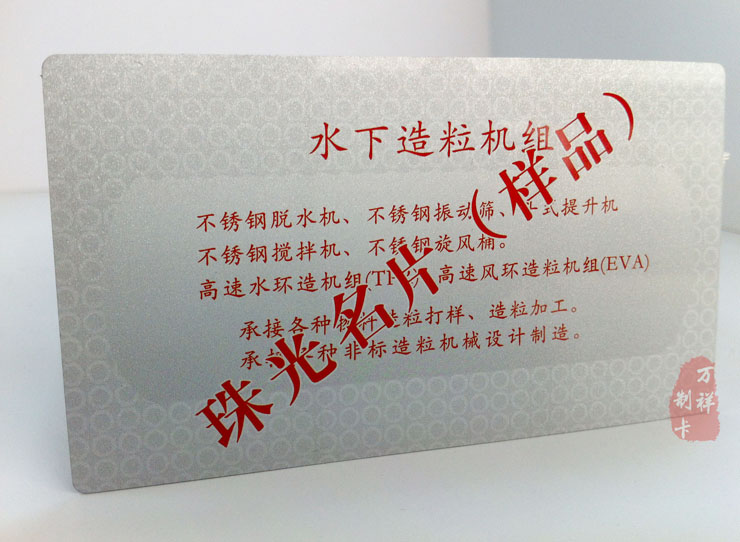 水下造粒机组
不锈钢脱水机、不锈钢振动筛、式提升机
不锈钢搅拌机、不锈钢旋风桶。
高速水环造机组(TP 高速风环造粒机组(EVA)
承接各种 造粒打样、造粒加工。
承 种非标造粒机械设计制造。
珠光名片（样品）
万祥
制卡